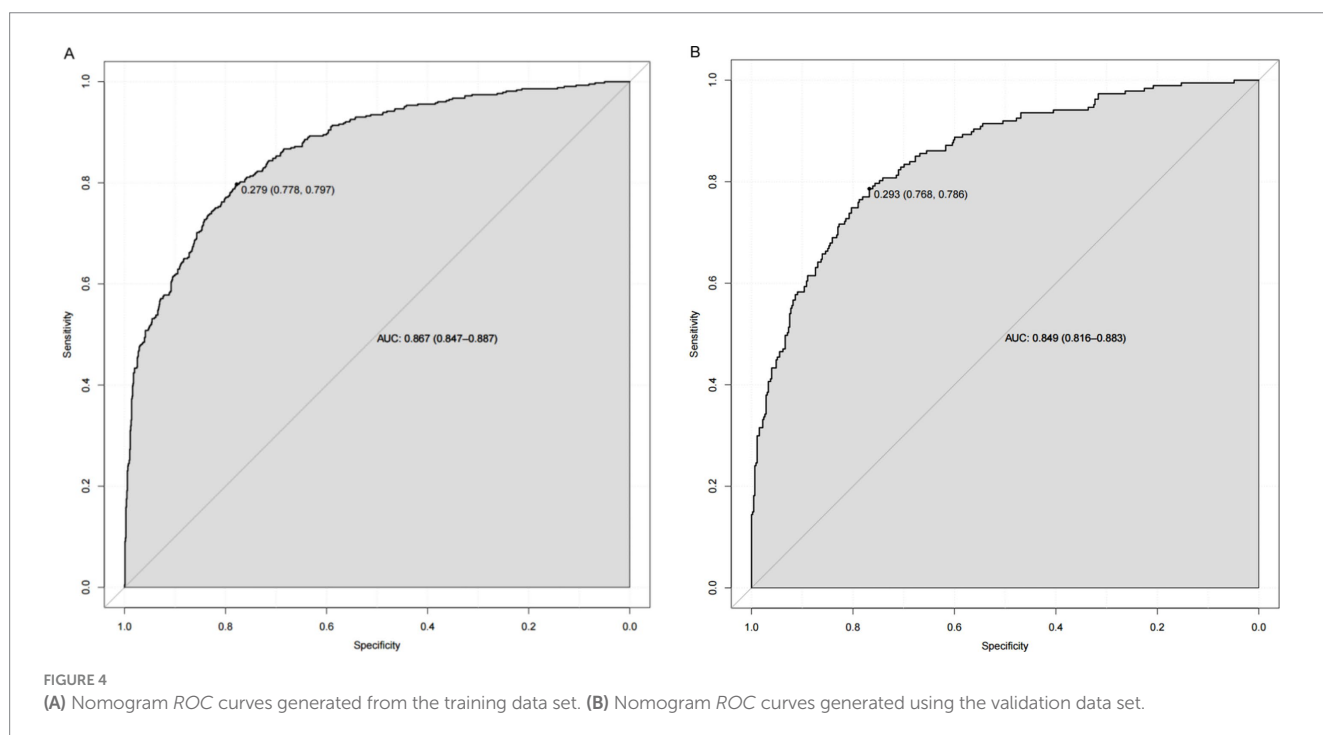 A
1.0
0.8
0.6
0.4
0.2
0.0
Sensitivity
0.279 (0.778, 0.797)
AUC: 0.867 (0.847–0.887)
1.0 0.8 0.6 0.4 0.2 0.0
Specificity
B
1.0
0.8
0.6
0.4
0.2
0.0
Sensitivity
0.293 (0.768, 0.786)
AUC: 0.849 (0.816–0.883)
1.0 0.8 0.6 0.4 0.2 0.0
Specificity
FIGURE 4
(A) Nomogram ROC curves generated from the training data set. (B) Nomogram ROC curves generated using the validation data set.